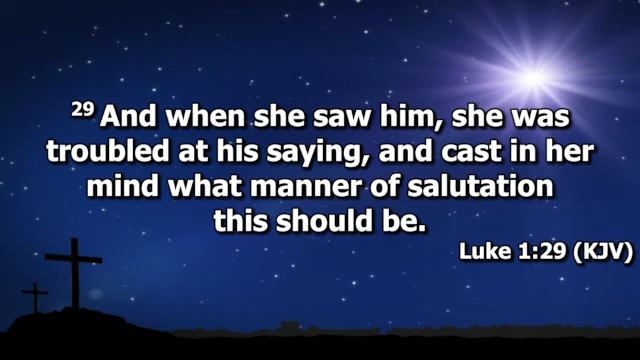 29 And when she saw him, she was
troubled at his saying, and cast in her
mind what manner of salutation
this should be.
Luke 1:29 (KJV)